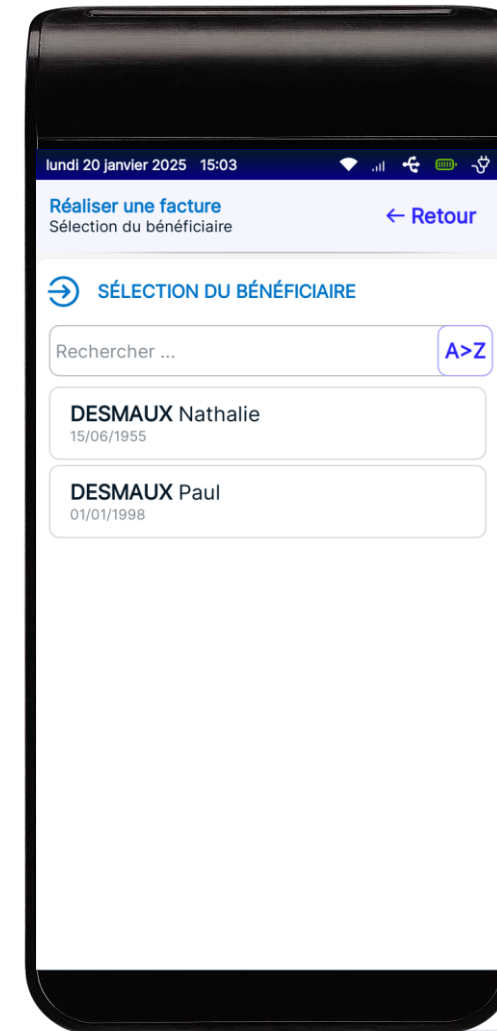 lundi 20 janvier 2025 15:03
Réaliser une facture
Sélection du bénéficiaire
← Retour
SÉLECTION DU BÉNÉFICIAIRE
Rechercher ...
A>Z
DESMAUX Nathalie
15/06/1955
DESMAUX Paul
01/01/1998